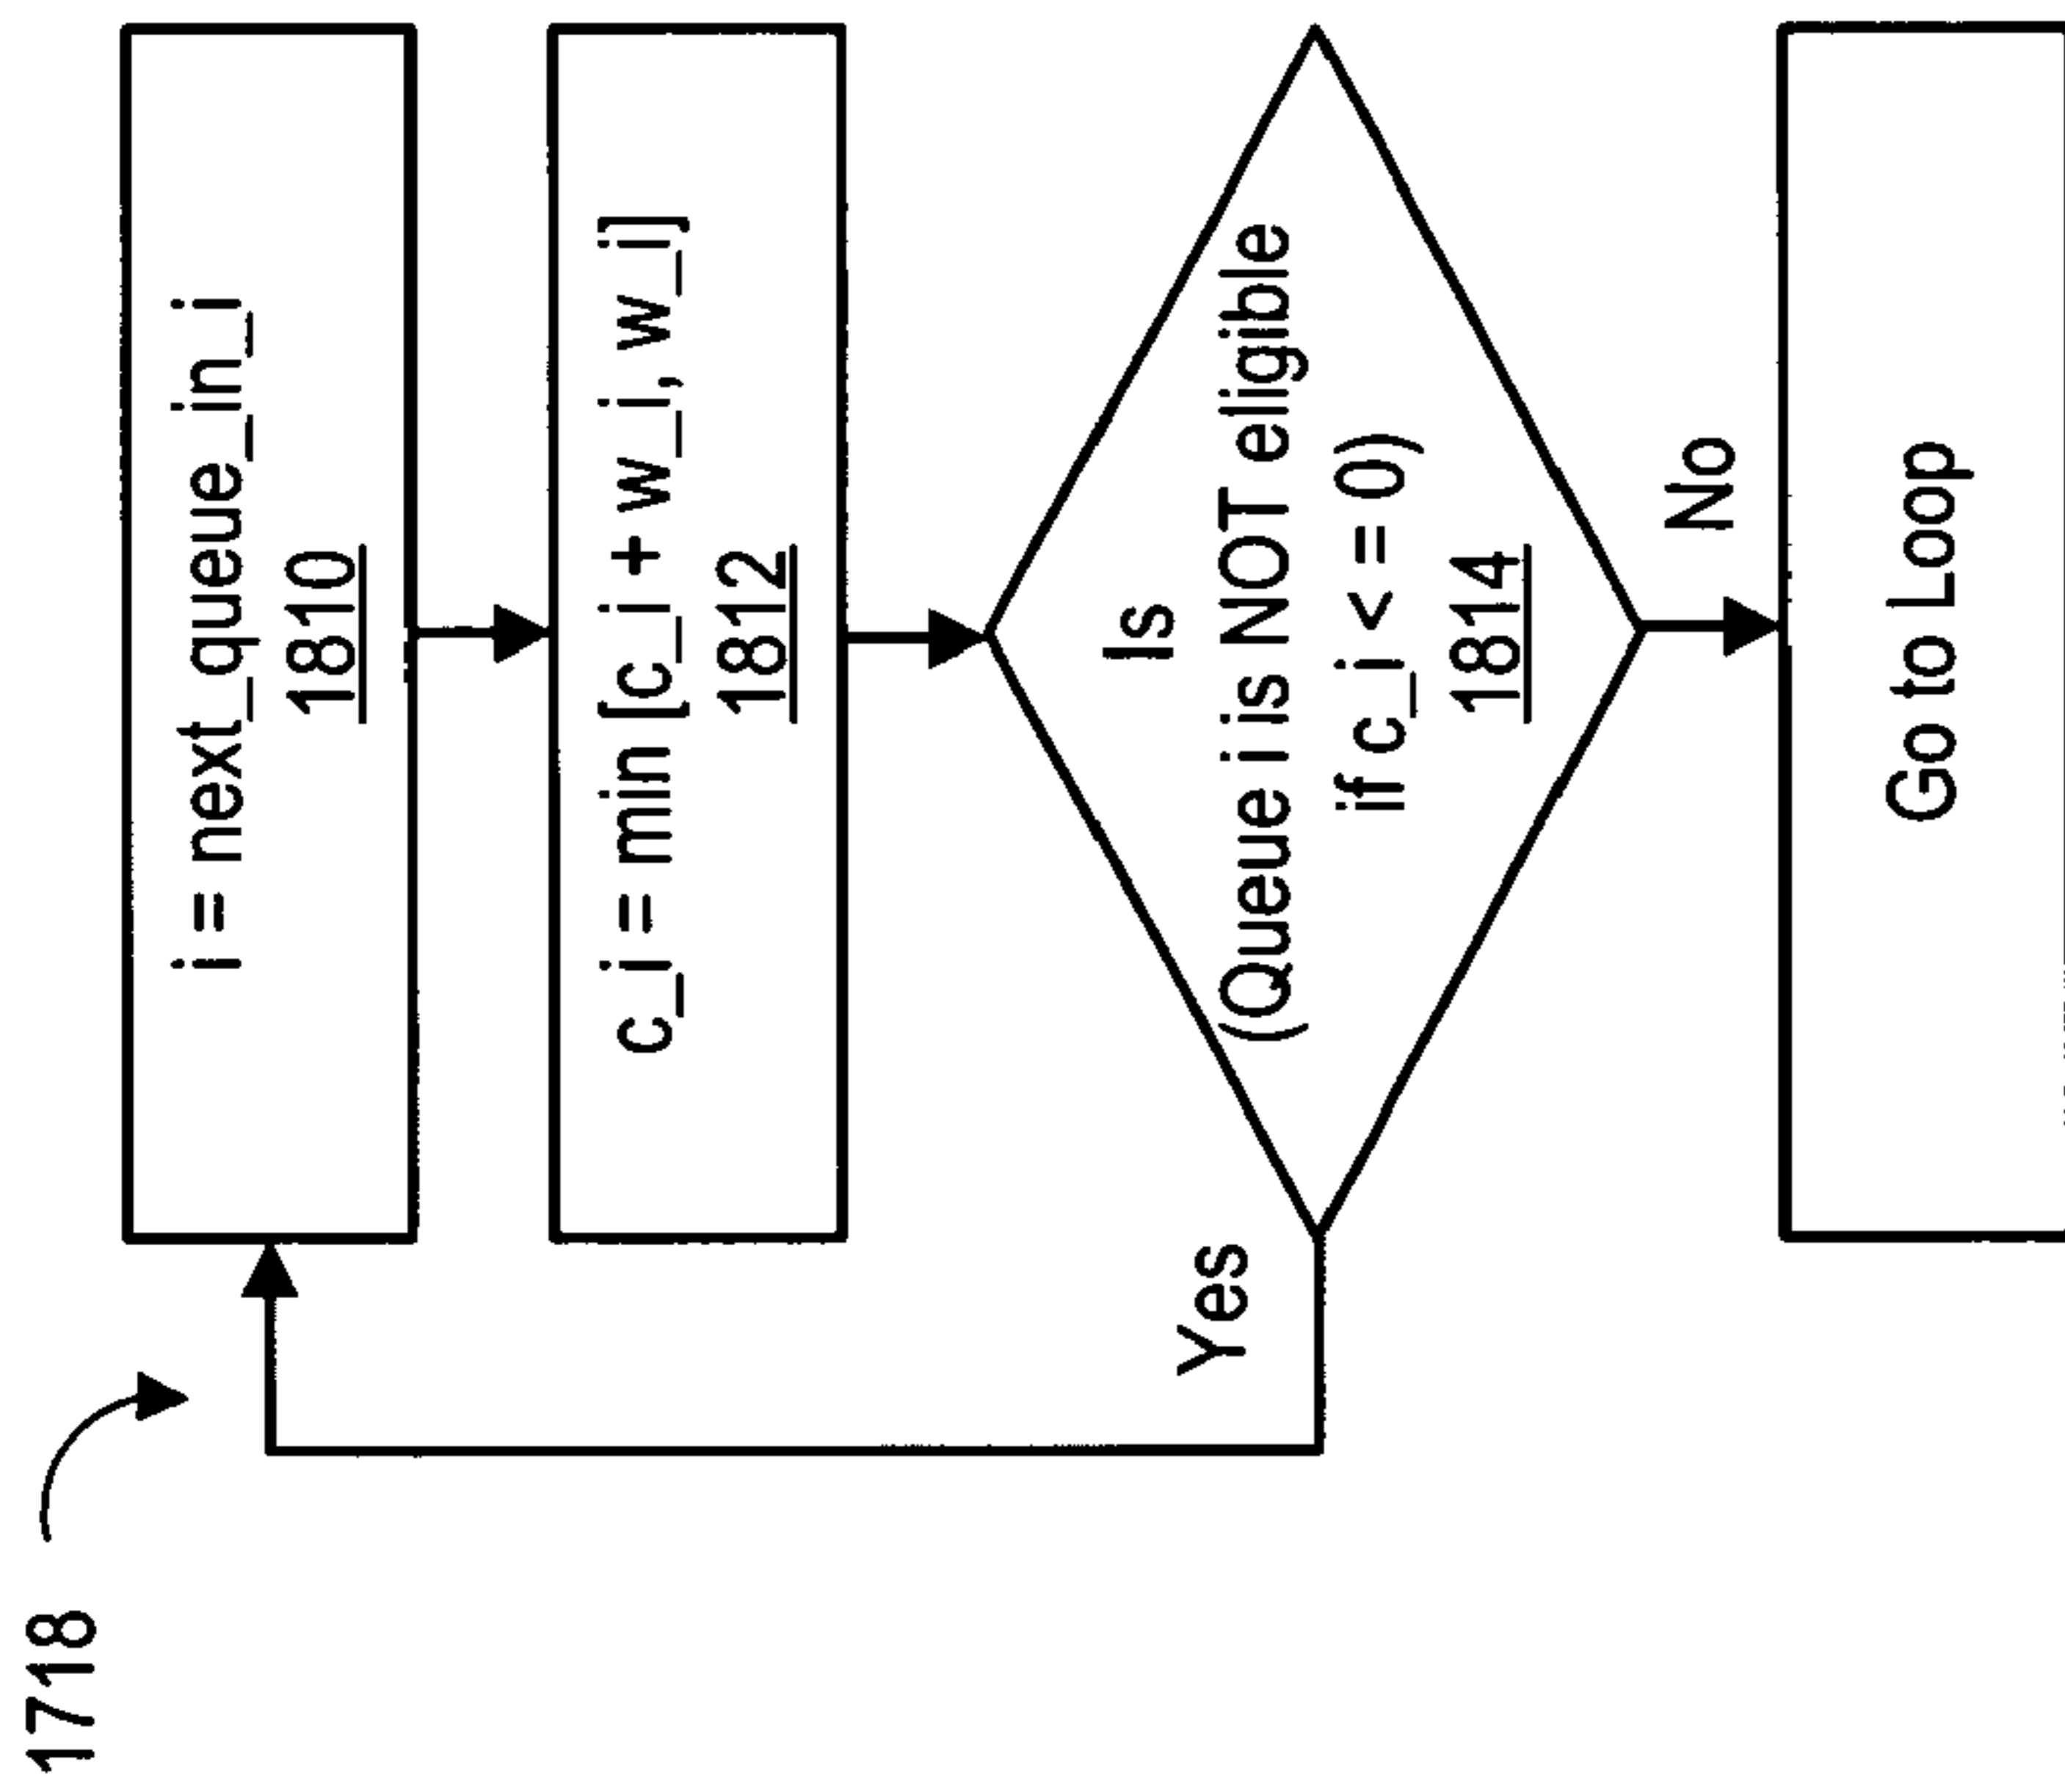 1718
i = next_queue_in_i
1810
c_i = min [c_i + w_i, w_i]
1812
Is
(Queue i is NOT eligible
if c_i < = 0)
1814
Yes
No
Go to Loop